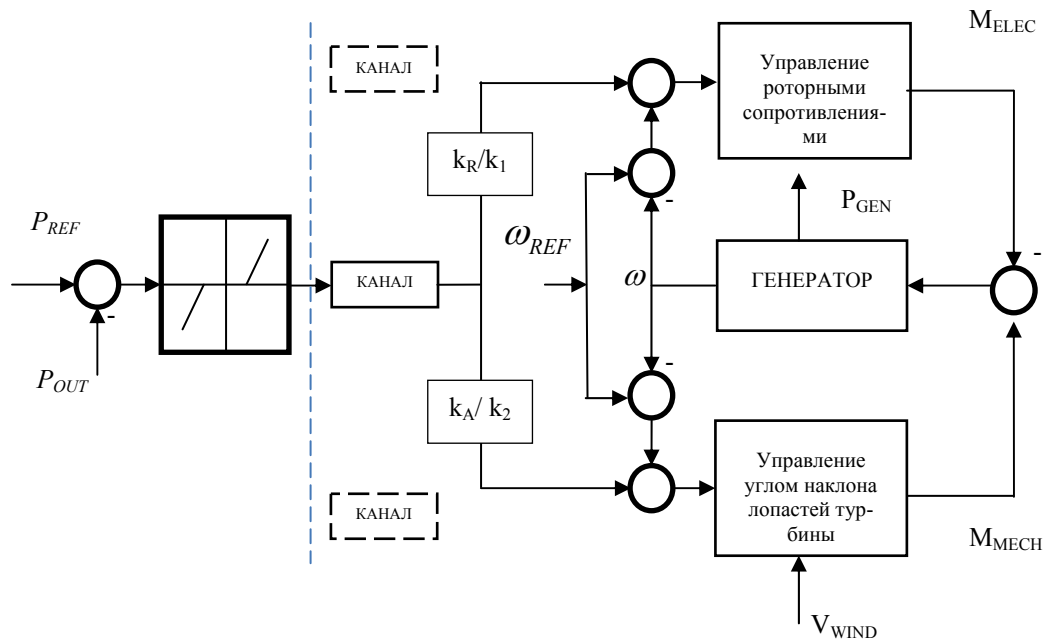 M_ELEC
КАНАЛ
Управление
роторными
сопротивления-
ми
k_R/k_1
P_GEN
P_REF
ω_REF
-
КАНАЛ
ω
ГЕНЕРАТОР
-
-
P_OUT
-
k_A/ k_2
Управление
углом наклона
лопастей тур-
бины
КАНАЛ
M_MECH
V_WIND